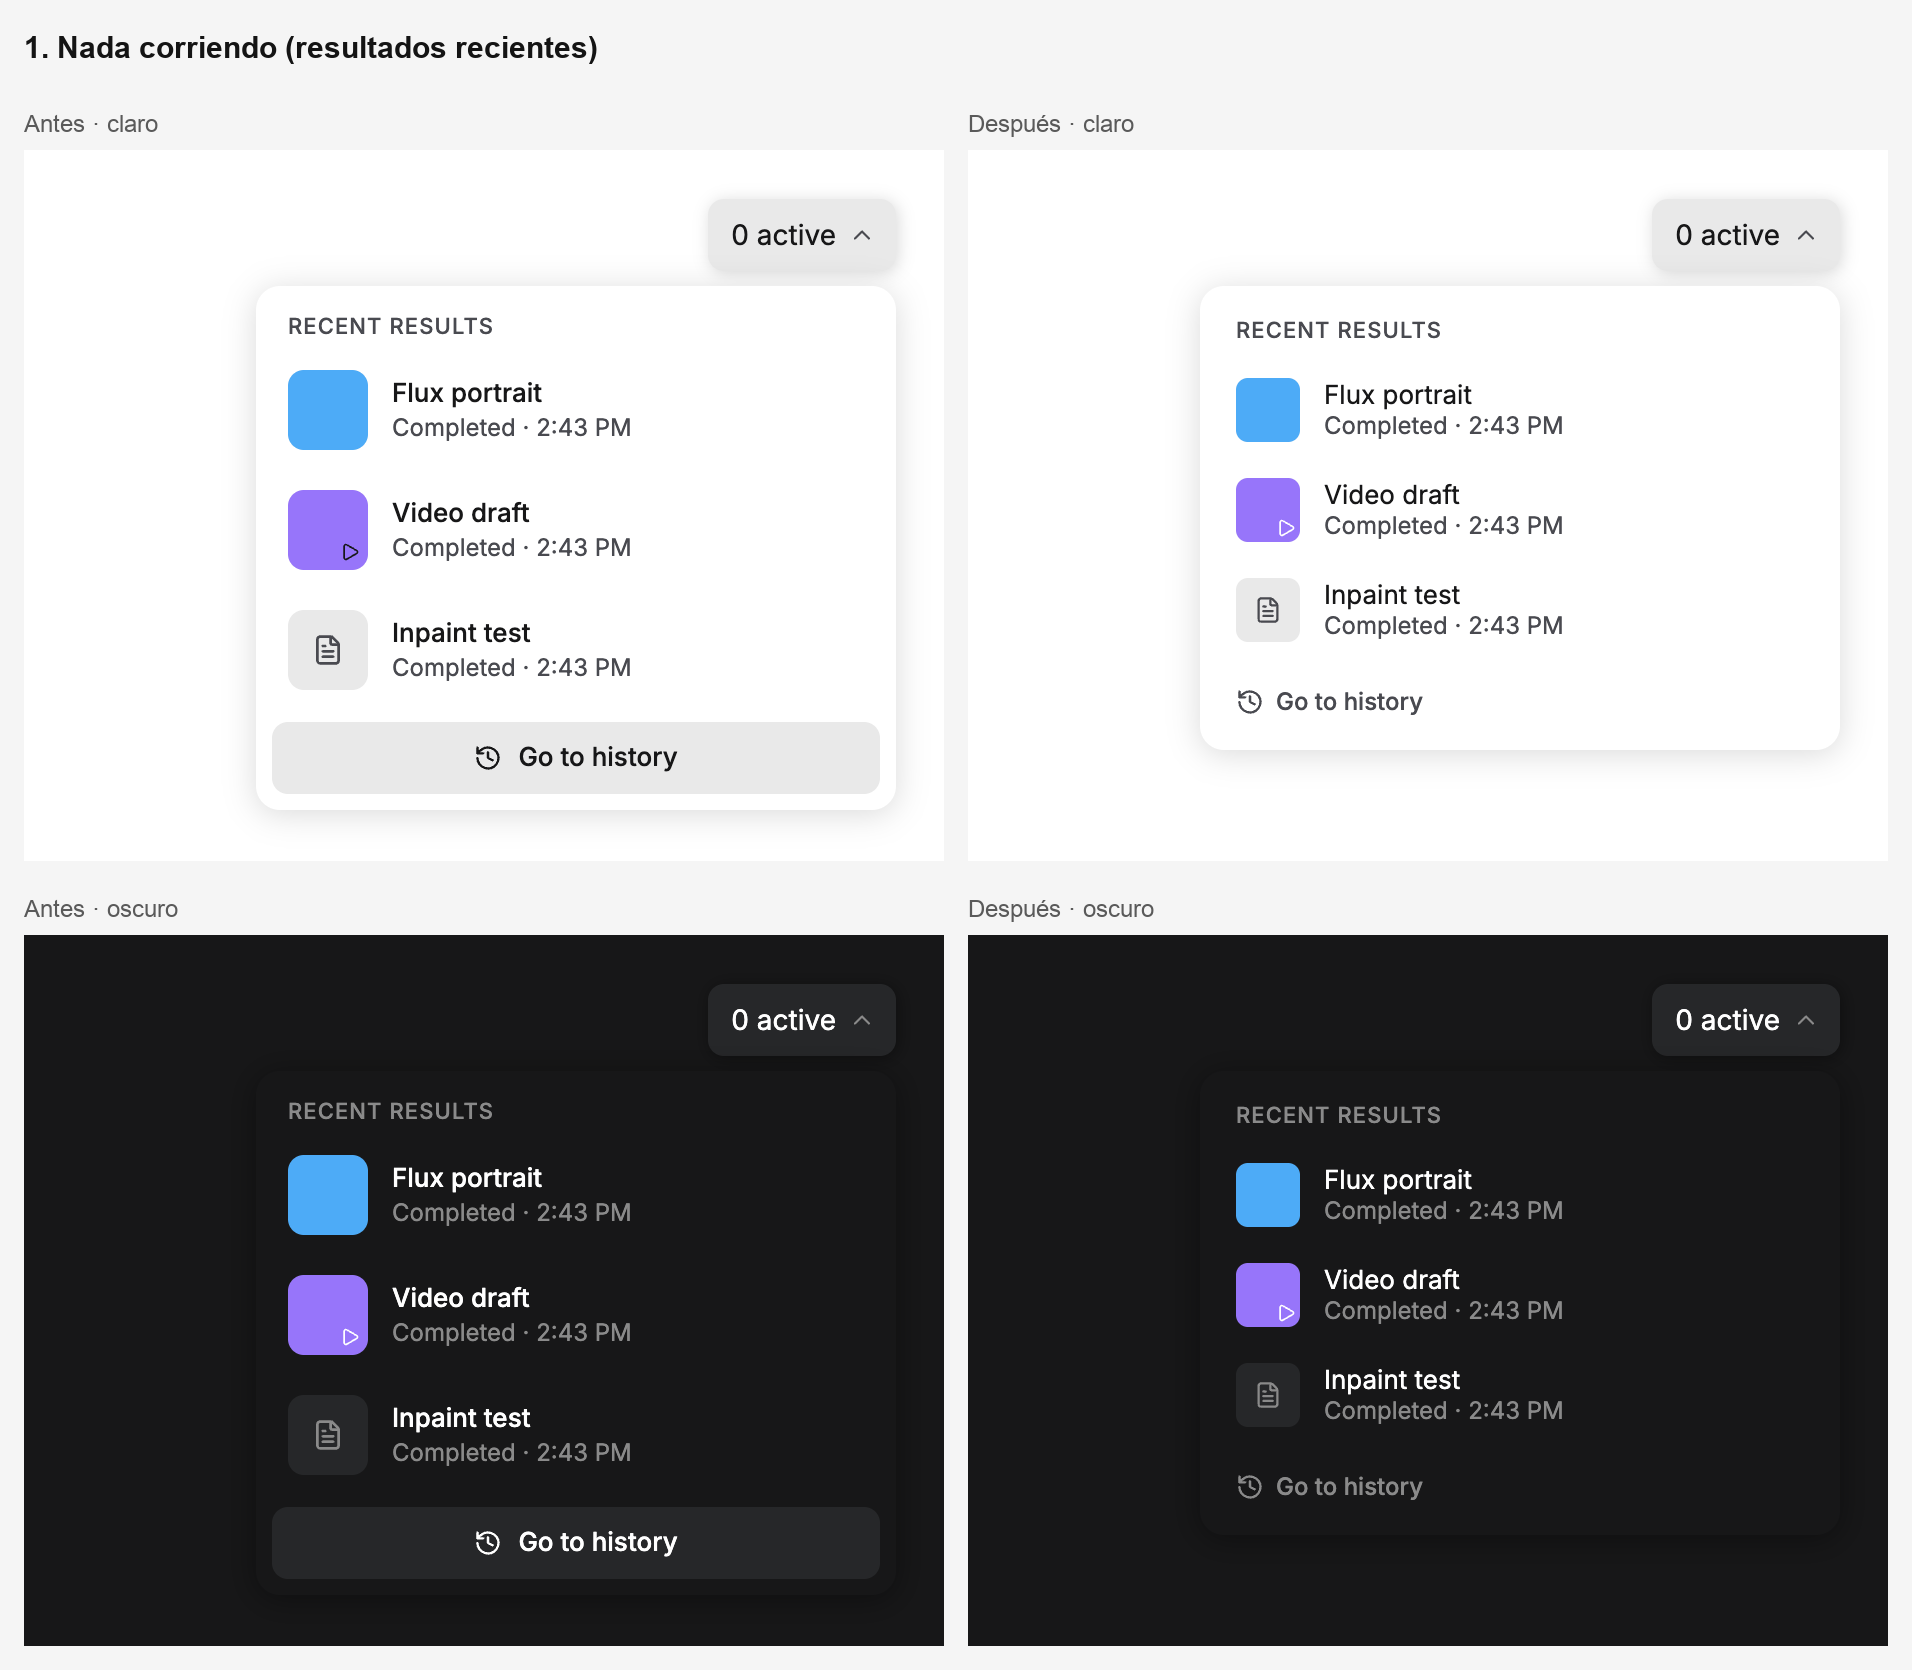 1. Nada corriendo (resultados recientes)
Antes · claro
0 active
RECENT RESULTS
Flux portrait
Completed · 2:43 PM
Video draft
Completed · 2:43 PM
Inpaint test
Completed · 2:43 PM
Go to history
Después · claro
0 active
RECENT RESULTS
Flux portrait
Completed · 2:43 PM
Video draft
Completed · 2:43 PM
Inpaint test
Completed · 2:43 PM
Go to history
Antes · oscuro
0 active
RECENT RESULTS
Flux portrait
Completed · 2:43 PM
Video draft
Completed · 2:43 PM
Inpaint test
Completed · 2:43 PM
Go to history
Después · oscuro
0 active
RECENT RESULTS
Flux portrait
Completed · 2:43 PM
Video draft
Completed · 2:43 PM
Inpaint test
Completed · 2:43 PM
Go to history